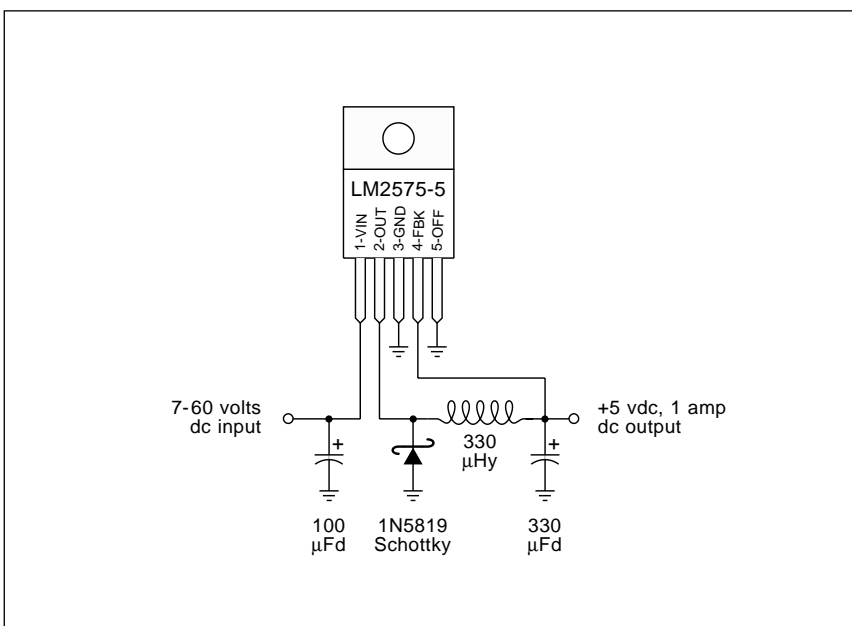 LM2575-5
1-VIN
2-OUT
3-GND
4-FBK
5-OFF
7-60 volts
dc input
+5 vdc, 1 amp
dc output
+
+
330
μHy
100
μFd
1N5819
Schottky
330
μFd